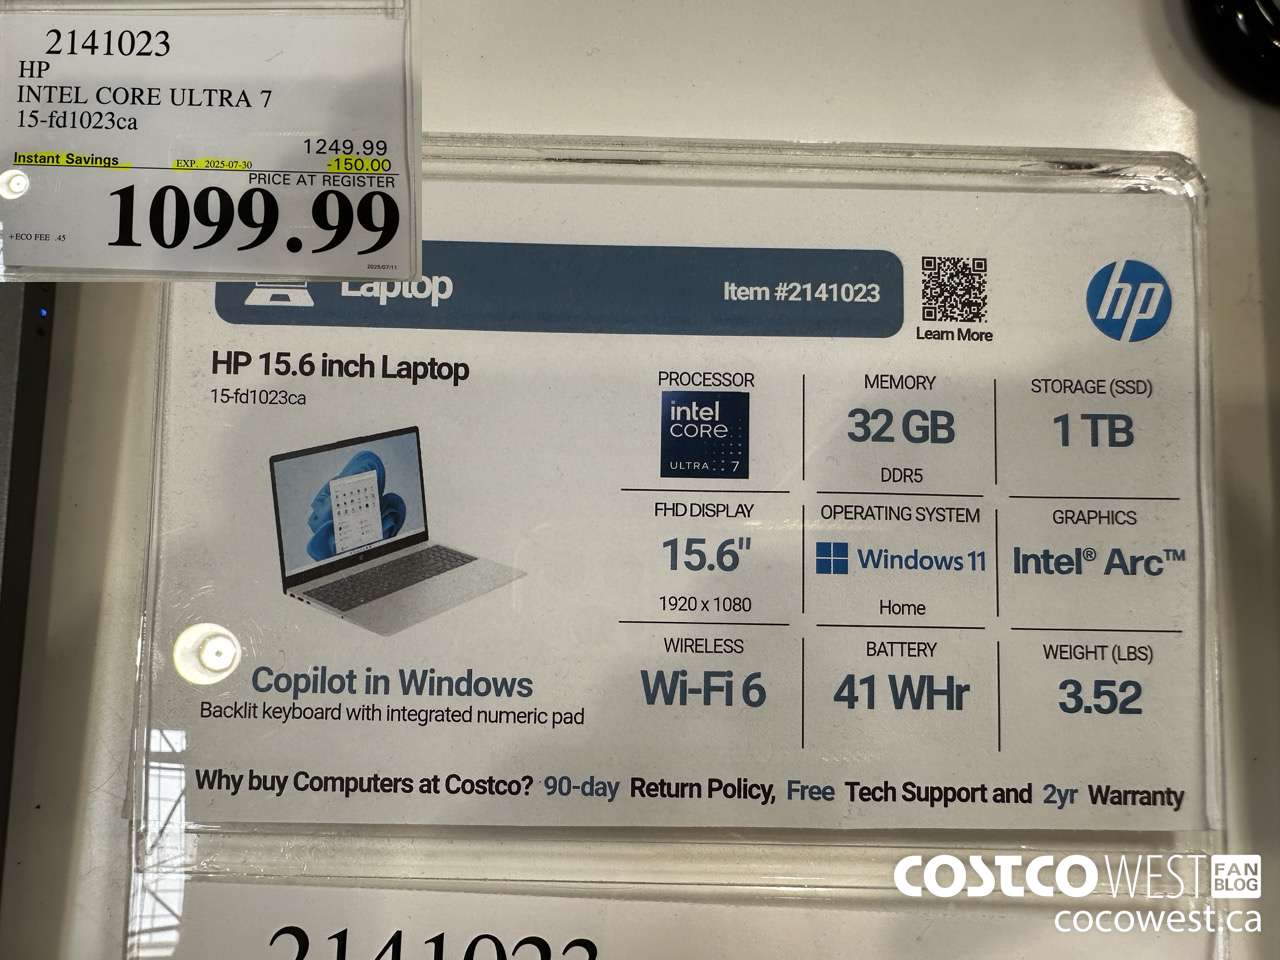 2141023
HP
INTEL CORE ULTRA 7
15-fd1023ca
1249.99
Instant Savings EXP. 2025-07-30 -150.00
PRICE AT REGISTER
1099.99
+ECO FEE .45
2025/07/11
Laptop
Item #2141023
Learn More
hp
HP 15.6 inch Laptop
15-fd1023ca
PROCESSOR
intel
CORE
ULTRA 7
MEMORY
32 GB
DDR5
STORAGE (SSD)
1 TB
FHD DISPLAY
15.6"
1920 x 1080
OPERATING SYSTEM
Windows 11
Home
GRAPHICS
Intel® Arc™
WIRELESS
Wi-Fi 6
BATTERY
41 WHr
WEIGHT (LBS)
3.52
Copilot in Windows
Backlit keyboard with integrated numeric pad
Why buy Computers at Costco? 90-day Return Policy, Free Tech Support and 2yr Warranty
COSTCO WEST FAN BLOG
cocowest.ca
2141023